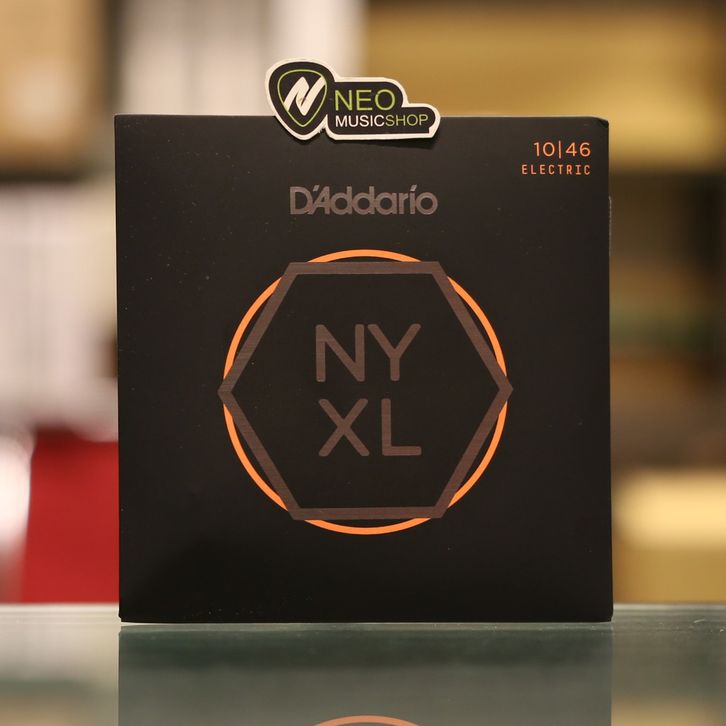 NEO
MUSICSHOP
10|46
ELECTRIC
D'Addario
NY
XL